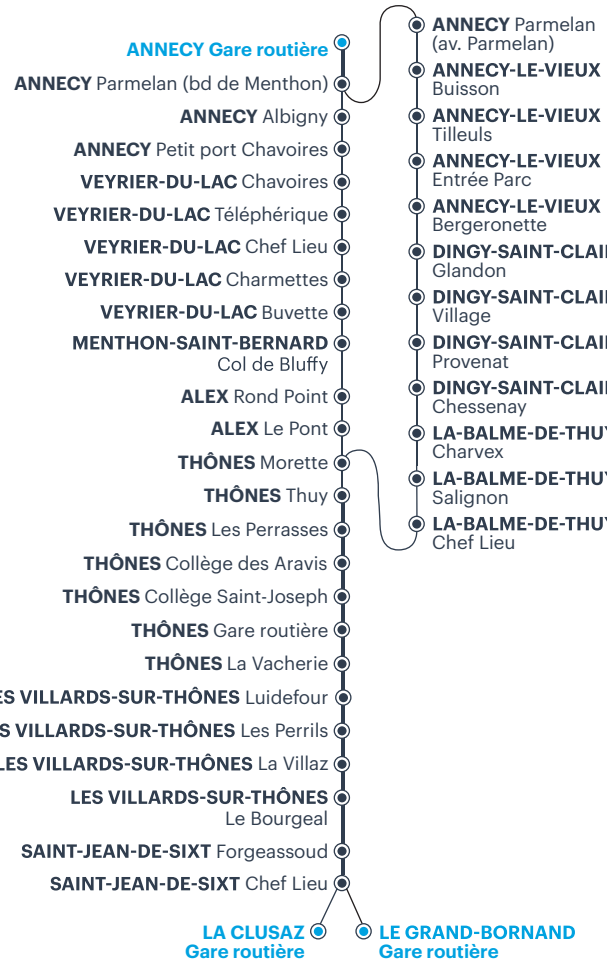 ANNECY Gare routière
ANNECY Parmelan (bd de Menthon)
ANNECY Albigny
ANNECY Petit port Chavoires
VEYRIER-DU-LAC Chavoires
VEYRIER-DU-LAC Téléphérique
VEYRIER-DU-LAC Chef Lieu
VEYRIER-DU-LAC Charmettes
VEYRIER-DU-LAC Buvette
MENTHON-SAINT-BERNARD
Col de Bluffy
ALEX Rond Point
ALEX Le Pont
THÔNES Morette
THÔNES Thuy
THÔNES Les Perrasses
THÔNES Collège des Aravis
THÔNES Collège Saint-Joseph
THÔNES Gare routière
THÔNES La Vacherie
ES VILLARDS-SUR-THÔNES Luidefour
S VILLARDS-SUR-THÔNES Les Perrils
LES VILLARDS-SUR-THÔNES La Villaz
LES VILLARDS-SUR-THÔNES
Le Bourgeal
SAINT-JEAN-DE-SIXT Forgeassoud
SAINT-JEAN-DE-SIXT Chef Lieu
LA CLUSAZ
Gare routière
LE GRAND-BORNAND
Gare routière
ANNECY Parmelan
(av. Parmelan)
ANNECY-LE-VIEUX
Buisson
ANNECY-LE-VIEUX
Tilleuls
ANNECY-LE-VIEUX
Entrée Parc
ANNECY-LE-VIEUX
Bergeronette
DINGY-SAINT-CLAI
Glandon
DINGY-SAINT-CLAI
Village
DINGY-SAINT-CLAI
Provenat
DINGY-SAINT-CLAI
Chessenay
LA-BALME-DE-THUY
Charvex
LA-BALME-DE-THUY
Salignon
LA-BALME-DE-THUY
Chef Lieu